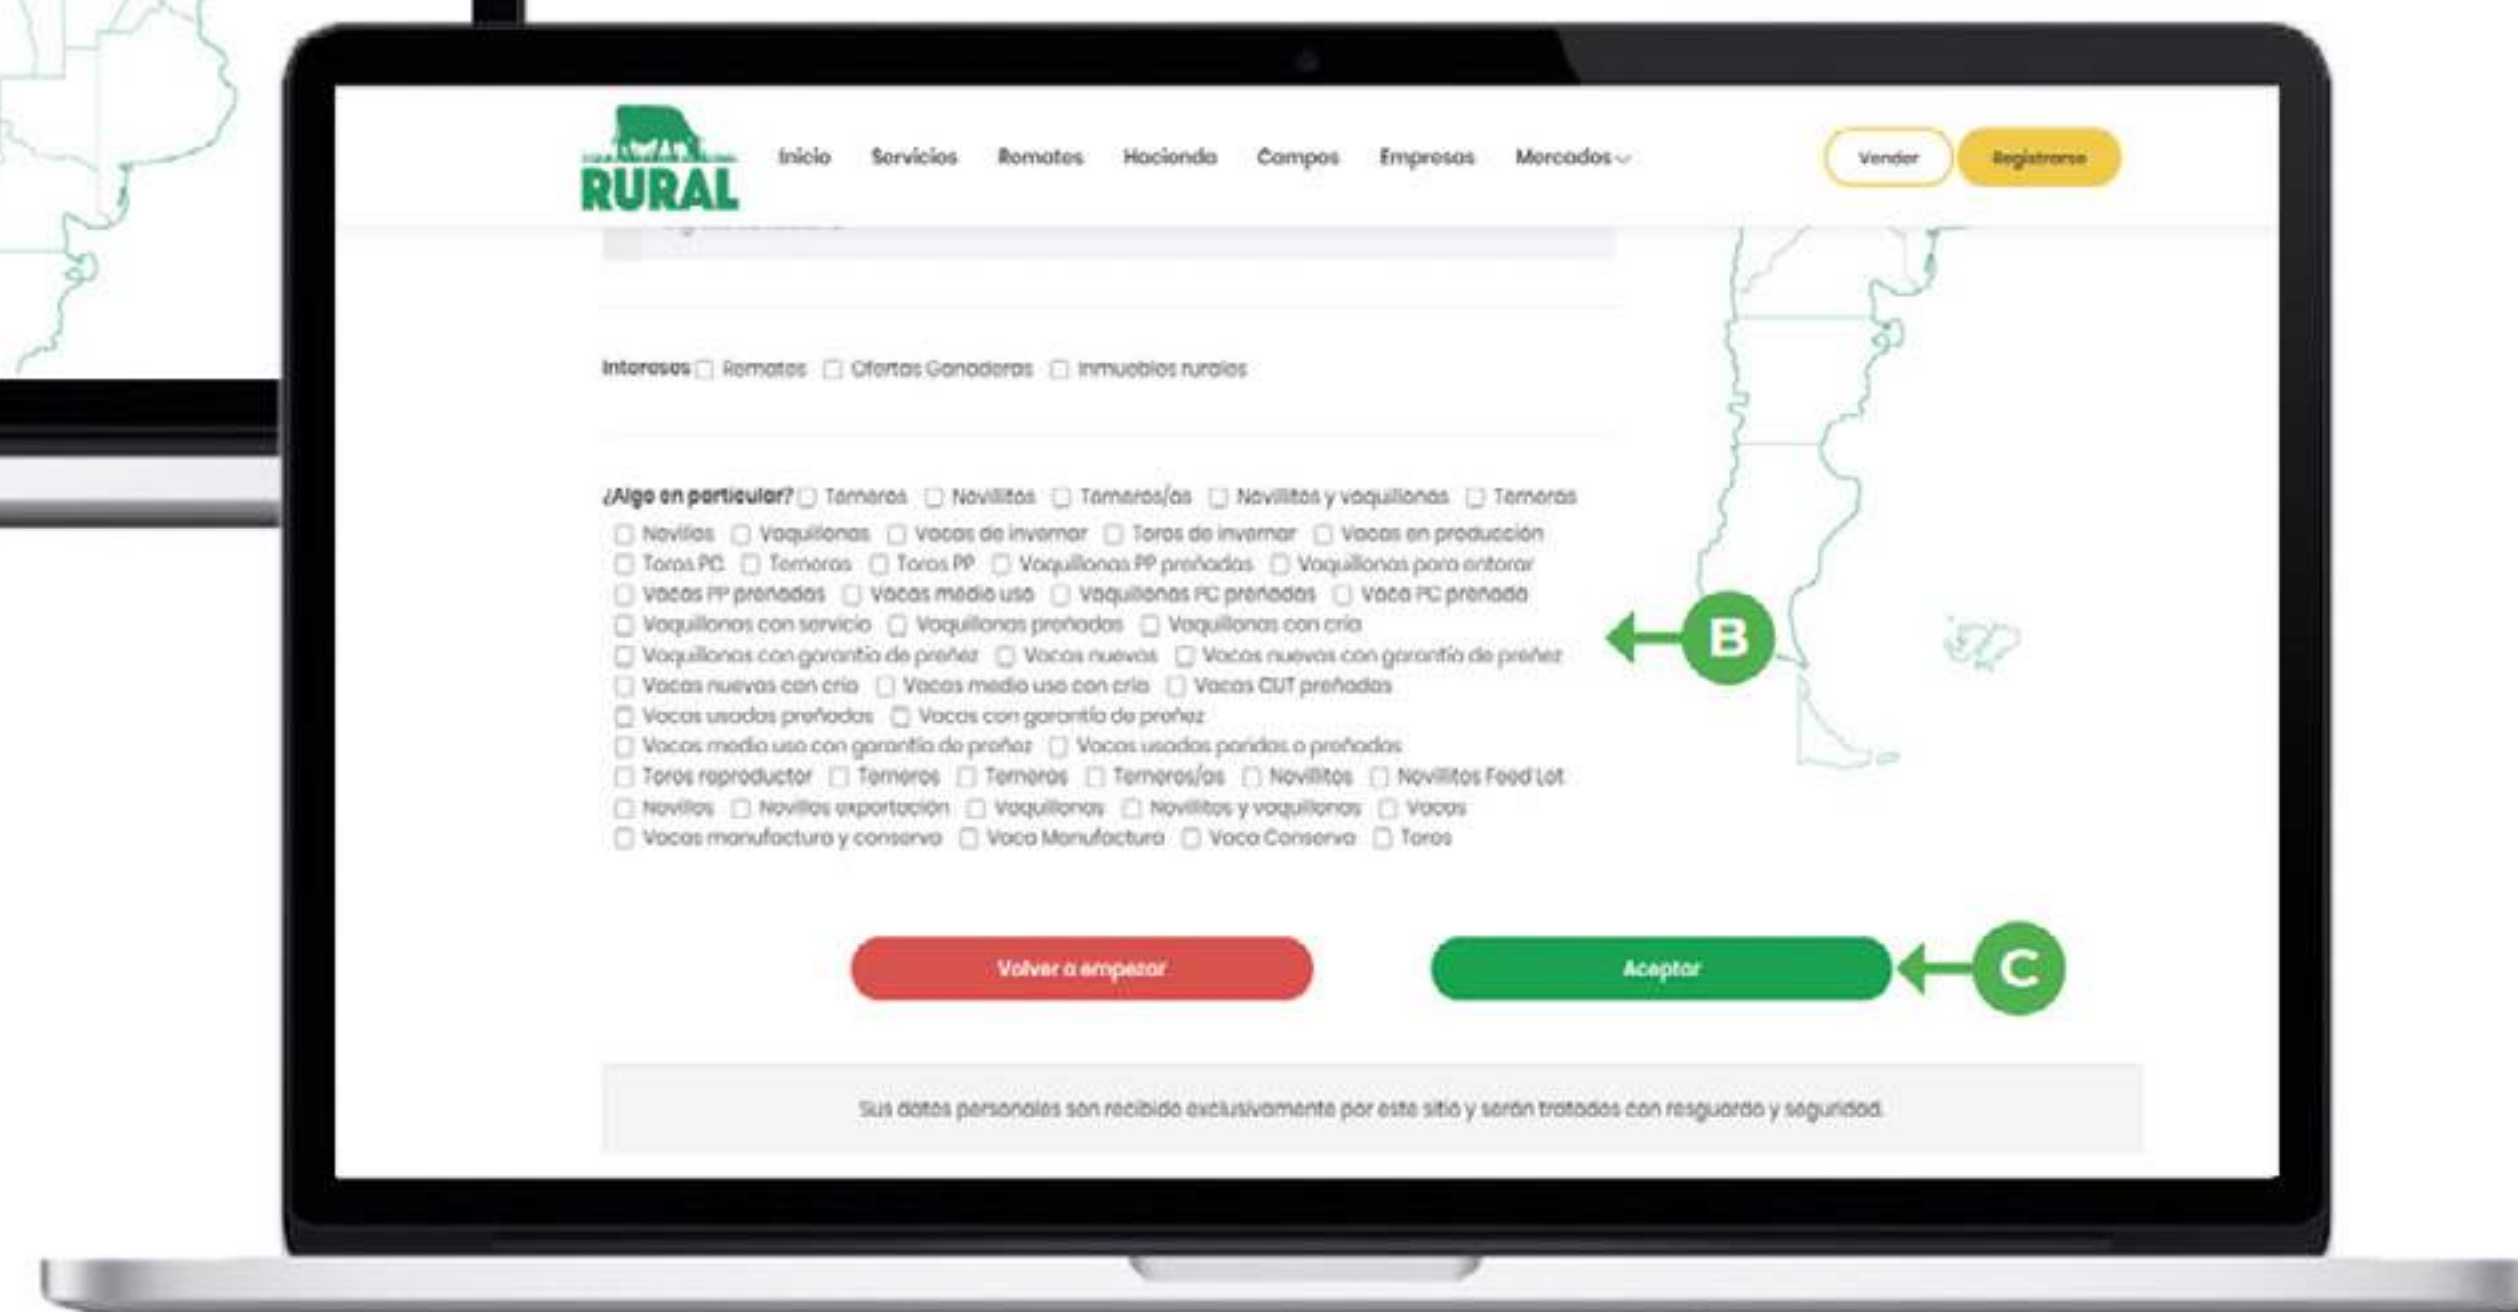 RURAL
Inicio Servicios Remates Hacienda Campos Empresas Mercados
Vender Registrarse
Intereses Remates Ofertas Ganaderas Inmuebles rurales
¿Algo en particular? Terneros Novillitos Terneros/as Novillitos y vaquillonas Terneras
Novillos Vaquillonas Vacas de invernar Toros de invernar Vacas en producción
Toros PC Terneras Toros PP Vaquillonas PP preñadas Vaquillonas para entorar
Vacas PP preñadas Vacas medio uso Vaquillonas PC preñadas Vaca PC preñada
Vaquillonas con servicio Vaquillonas preñadas Vaquillonas con cría
B
Vaquillonas con garantía de preñez Vacas nuevas Vacas nuevas con garantía de preñez
Vacas nuevas con cría Vacas medio uso con cría Vacas CUT preñadas
Vacas usadas preñadas Vacas con garantía de preñez
Vacas medio uso con garantía de preñez Vacas usadas paridas o preñadas
Toros reproductor Terneros Terneras Terneros/as Novillitos Novillitos Feed Lot
Novillos Novillos exportación Vaquillonas Novillitos y vaquillonas Vacas
Vacas manufactura y conserva Vaca Manufactura Vaca Conserva Toros
Volver a empezar Aceptar C
Sus datos personales son recibido exclusivamente por este sitio y serán tratados con resguardo y seguridad.